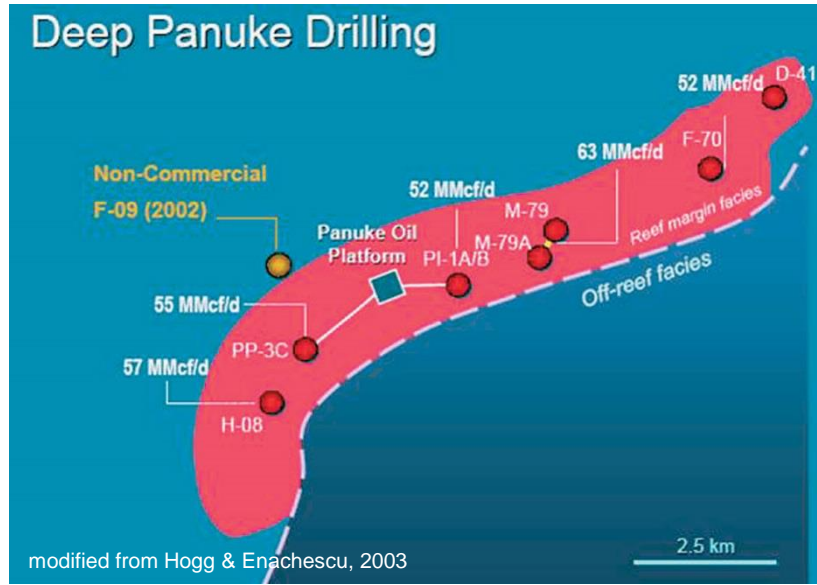 Deep Panuke Drilling
D-41
52 MMcf/d
F-70
63 MMcf/d
Non-Commercial
F-09 (2002)
52 MMcf/d
M-79
Reef margin facies
Panuke Oil
Platform
M-79A
PI-1A/B
Off-reef facies
55 MMcf/d
PP-3C
57 MMcf/d
H-08
2.5 km
modified from Hogg & Enachescu, 2003